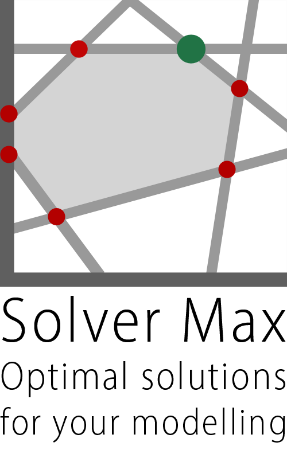 Solver Max
Optimal solutions
for your modelling